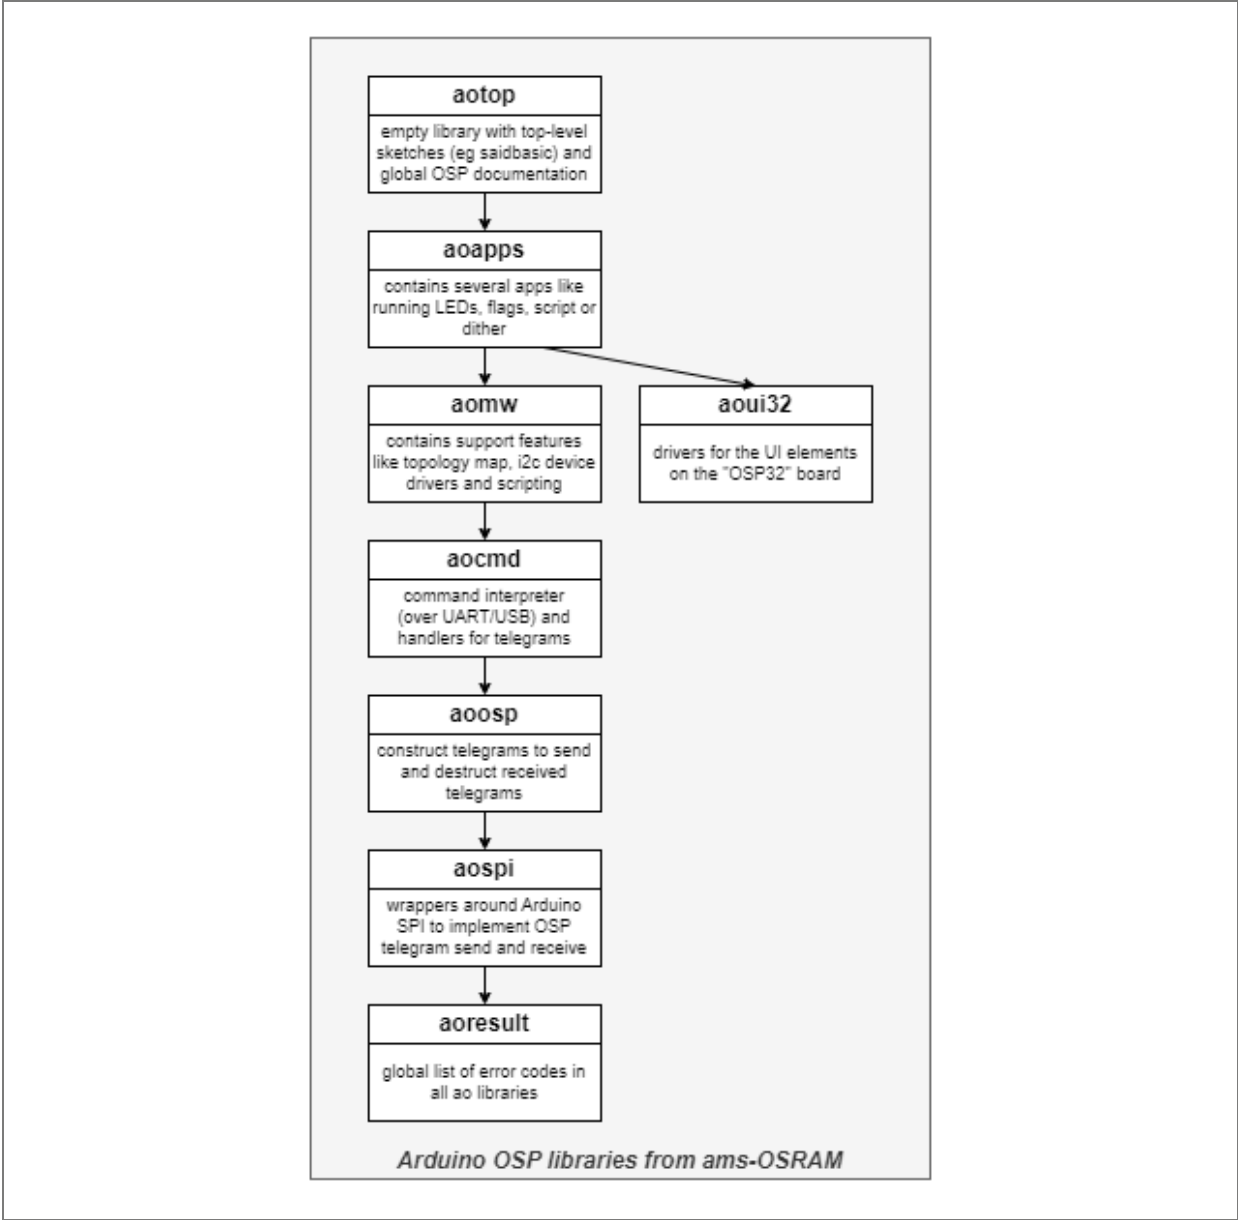 aotop
empty library with top-level
sketches (eg saidbasic) and
global OSP documentation
aoapps
contains several apps like
running LEDs, flags, script or
dither
aomw
contains support features
like topology map, i2c device
drivers and scripting
aoui32
drivers for the UI elements
on the "OSP32" board
aocmd
command interpreter
(over UART/USB) and
handlers for telegrams
aoosp
construct telegrams to send
and destruct received
telegrams
aospi
wrappers around Arduino
SPI to implement OSP
telegram send and receive
aoresult
global list of error codes in
all ao libraries
Arduino OSP libraries from ams-OSRAM